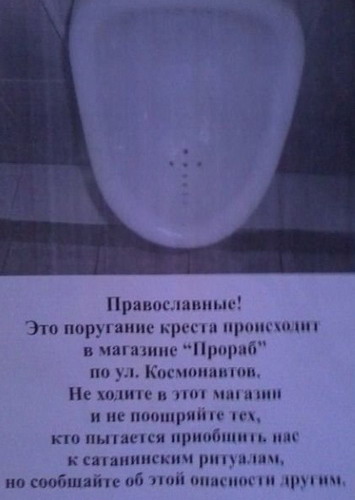 Православные!
Это поругание креста происходит
в магазине “Прораб”
по ул. Космонавтов.
Не ходите в этот магазин
и не поощряйте тех,
кто пытается приобщить нас
к сатанинским ритуалам,
но сообщайте об этой опасности другим.